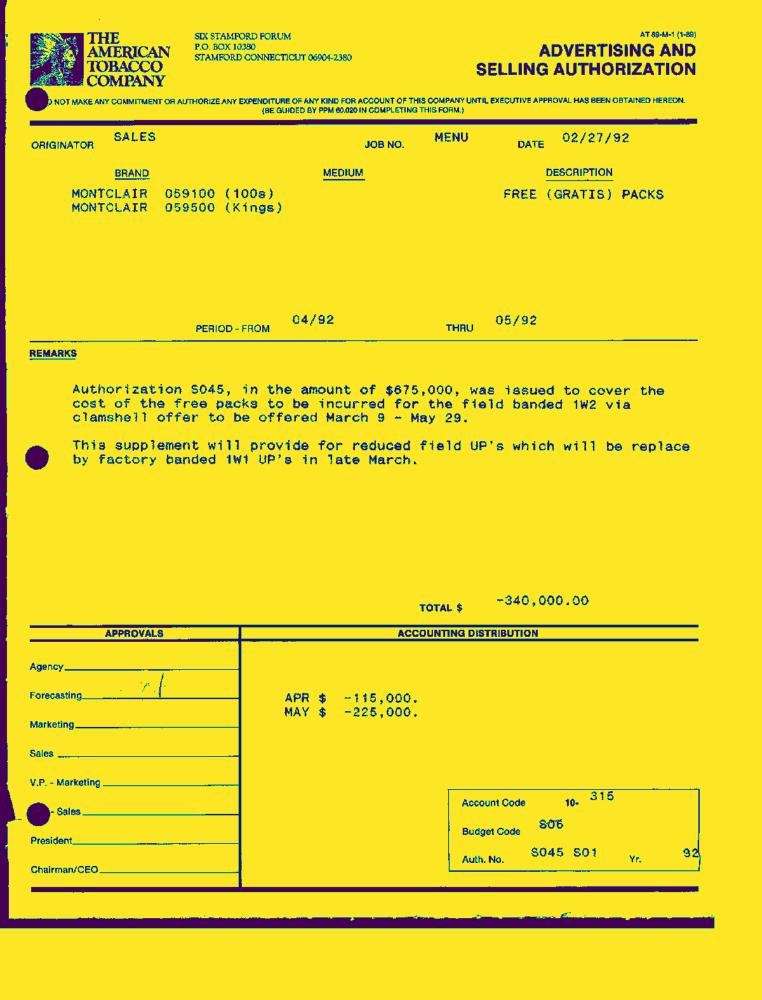 THE
AMERICAN
TOBACCO
COMPANY
SIX STAMFORD FORUM
P.O. BOX 10380
STAMFORD CONNECTICUT 06904-2380
AT 89-M-1 (1-89)
ADVERTISING AND
SELLING AUTHORIZATION
NOT MAKE ANY COMMITMENT OR AUTHORIZE ANY EXPENDITURE OF ANY KIND FOR ACCOUNT OF THIS COMPANY UNTIL EXECUTIVE APPROVAL HAS BEEN OBTAINED HEREON.
(BE GUIDED BY PPM 60.020 IN COMPLETING THIS FORM.)
ORIGINATOR SALES JOB NO. MENU DATE 02/27/92
BRAND MEDIUM DESCRIPTION
MONTCLAIR 059100 (100s) FREE (GRATIS) PACKS
MONTCLAIR 059500 (Kings)
PERIOD - FROM 04/92 THRU 05/92
REMARKS
Authorization S045, in the amount of $675,000, was issued to cover the
cost of the free packs to be incurred for the field banded 1W2 via
clamshell offer to be offered March 9 - May 29.
This supplement will provide for reduced field UP's which will be replace
by factory banded 1W1 UP's in late March.
TOTAL $ -340,000.00
APPROVALS ACCOUNTING DISTRIBUTION
Agency
Forecasting
APR $ -115,000.
MAY $ -225,000.
Marketing
Sales
V.P. - Marketing
- Sales
President
Chairman/CEO
Account Code 10- 315
Budget Code S06
Auth. No. S045 S01 Yr. 92